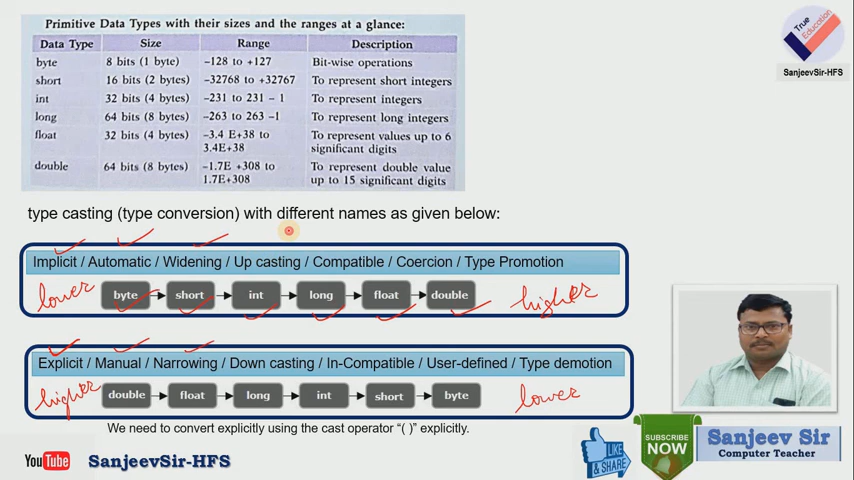 Primitive Data Types with their sizes and the ranges at a glance:
Data Type Size Range Description
byte 8 bits (1 byte) -128 to +127 Bit-wise operations
short 16 bits (2 bytes) -32768 to +32767 To represent short integers
int 32 bits (4 bytes) -231 to 231 - 1 To represent integers
long 64 bits (8 bytes) -263 to 263 -1 To represent long integers
float 32 bits (4 bytes) -3.4 E+38 to To represent values up to 6
3.4E+38 significant digits
double 64 bits (8 bytes) -1.7E +308 to To represent double value
1.7E+308 up to 15 significant digits
True
Education
SanjeevSir-HFS
type casting (type conversion) with different names as given below:
Implicit / Automatic / Widening / Up casting / Compatible / Coercion / Type Promotion
lower byte short int long float double higher
Explicit / Manual / Narrowing / Down casting / In-Compatible / User-defined / Type demotion
higher double float long int short byte lower
We need to convert explicitly using the cast operator “( )” explicitly.
YouTube SanjeevSir-HFS
LIKE
& SHARE
SUBSCRIBE
NOW
Sanjeev Sir
Computer Teacher